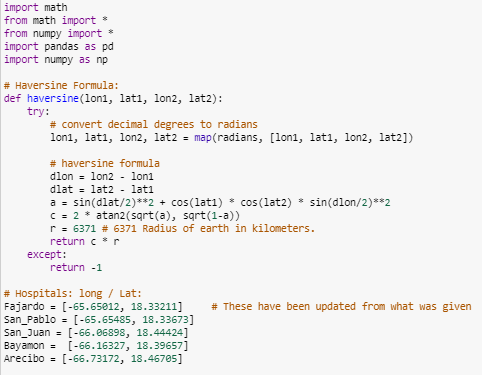 import math
from math import *
from numpy import *
import pandas as pd
import numpy as np

# Haversine Formula:
def haversine(lon1, lat1, lon2, lat2):
    try:
        # convert decimal degrees to radians
        lon1, lat1, lon2, lat2 = map(radians, [lon1, lat1, lon2, lat2])

        # haversine formula
        dlon = lon2 - lon1
        dlat = lat2 - lat1
        a = sin(dlat/2)**2 + cos(lat1) * cos(lat2) * sin(dlon/2)**2
        c = 2 * atan2(sqrt(a), sqrt(1-a))
        r = 6371 # 6371 Radius of earth in kilometers.
        return c * r
    except:
        return -1

# Hospitals: long / Lat:
Fajardo = [-65.65012, 18.33211]    # These have been updated from what was given
San_Pablo = [-65.65485, 18.33673]
San_Juan = [-66.06898, 18.44424]
Bayamon =  [-66.16327, 18.39657]
Arecibo = [-66.73172, 18.46705]